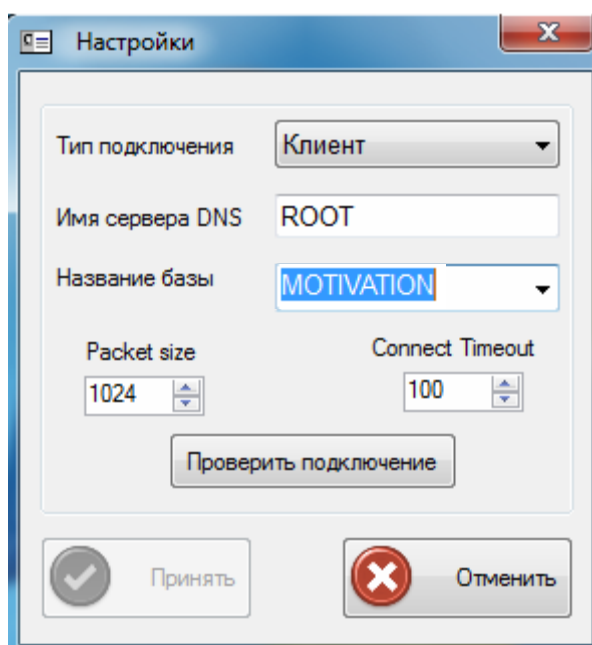 Настройки
Тип подключения Клиент
Имя сервера DNS ROOT
Название базы MOTIVATION
Packet size Connect Timeout
1024 100
Проверить подключение
Принять Отменить